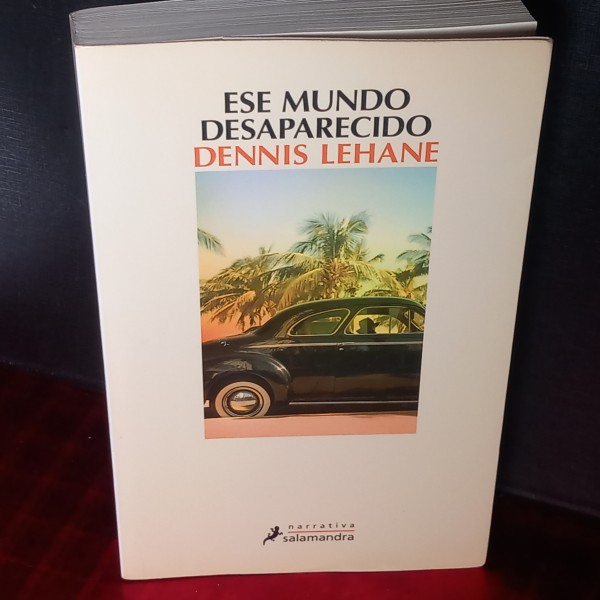 ESE MUNDO
DESAPARECIDO
DENNIS LEHANE
narrativa
salamandra